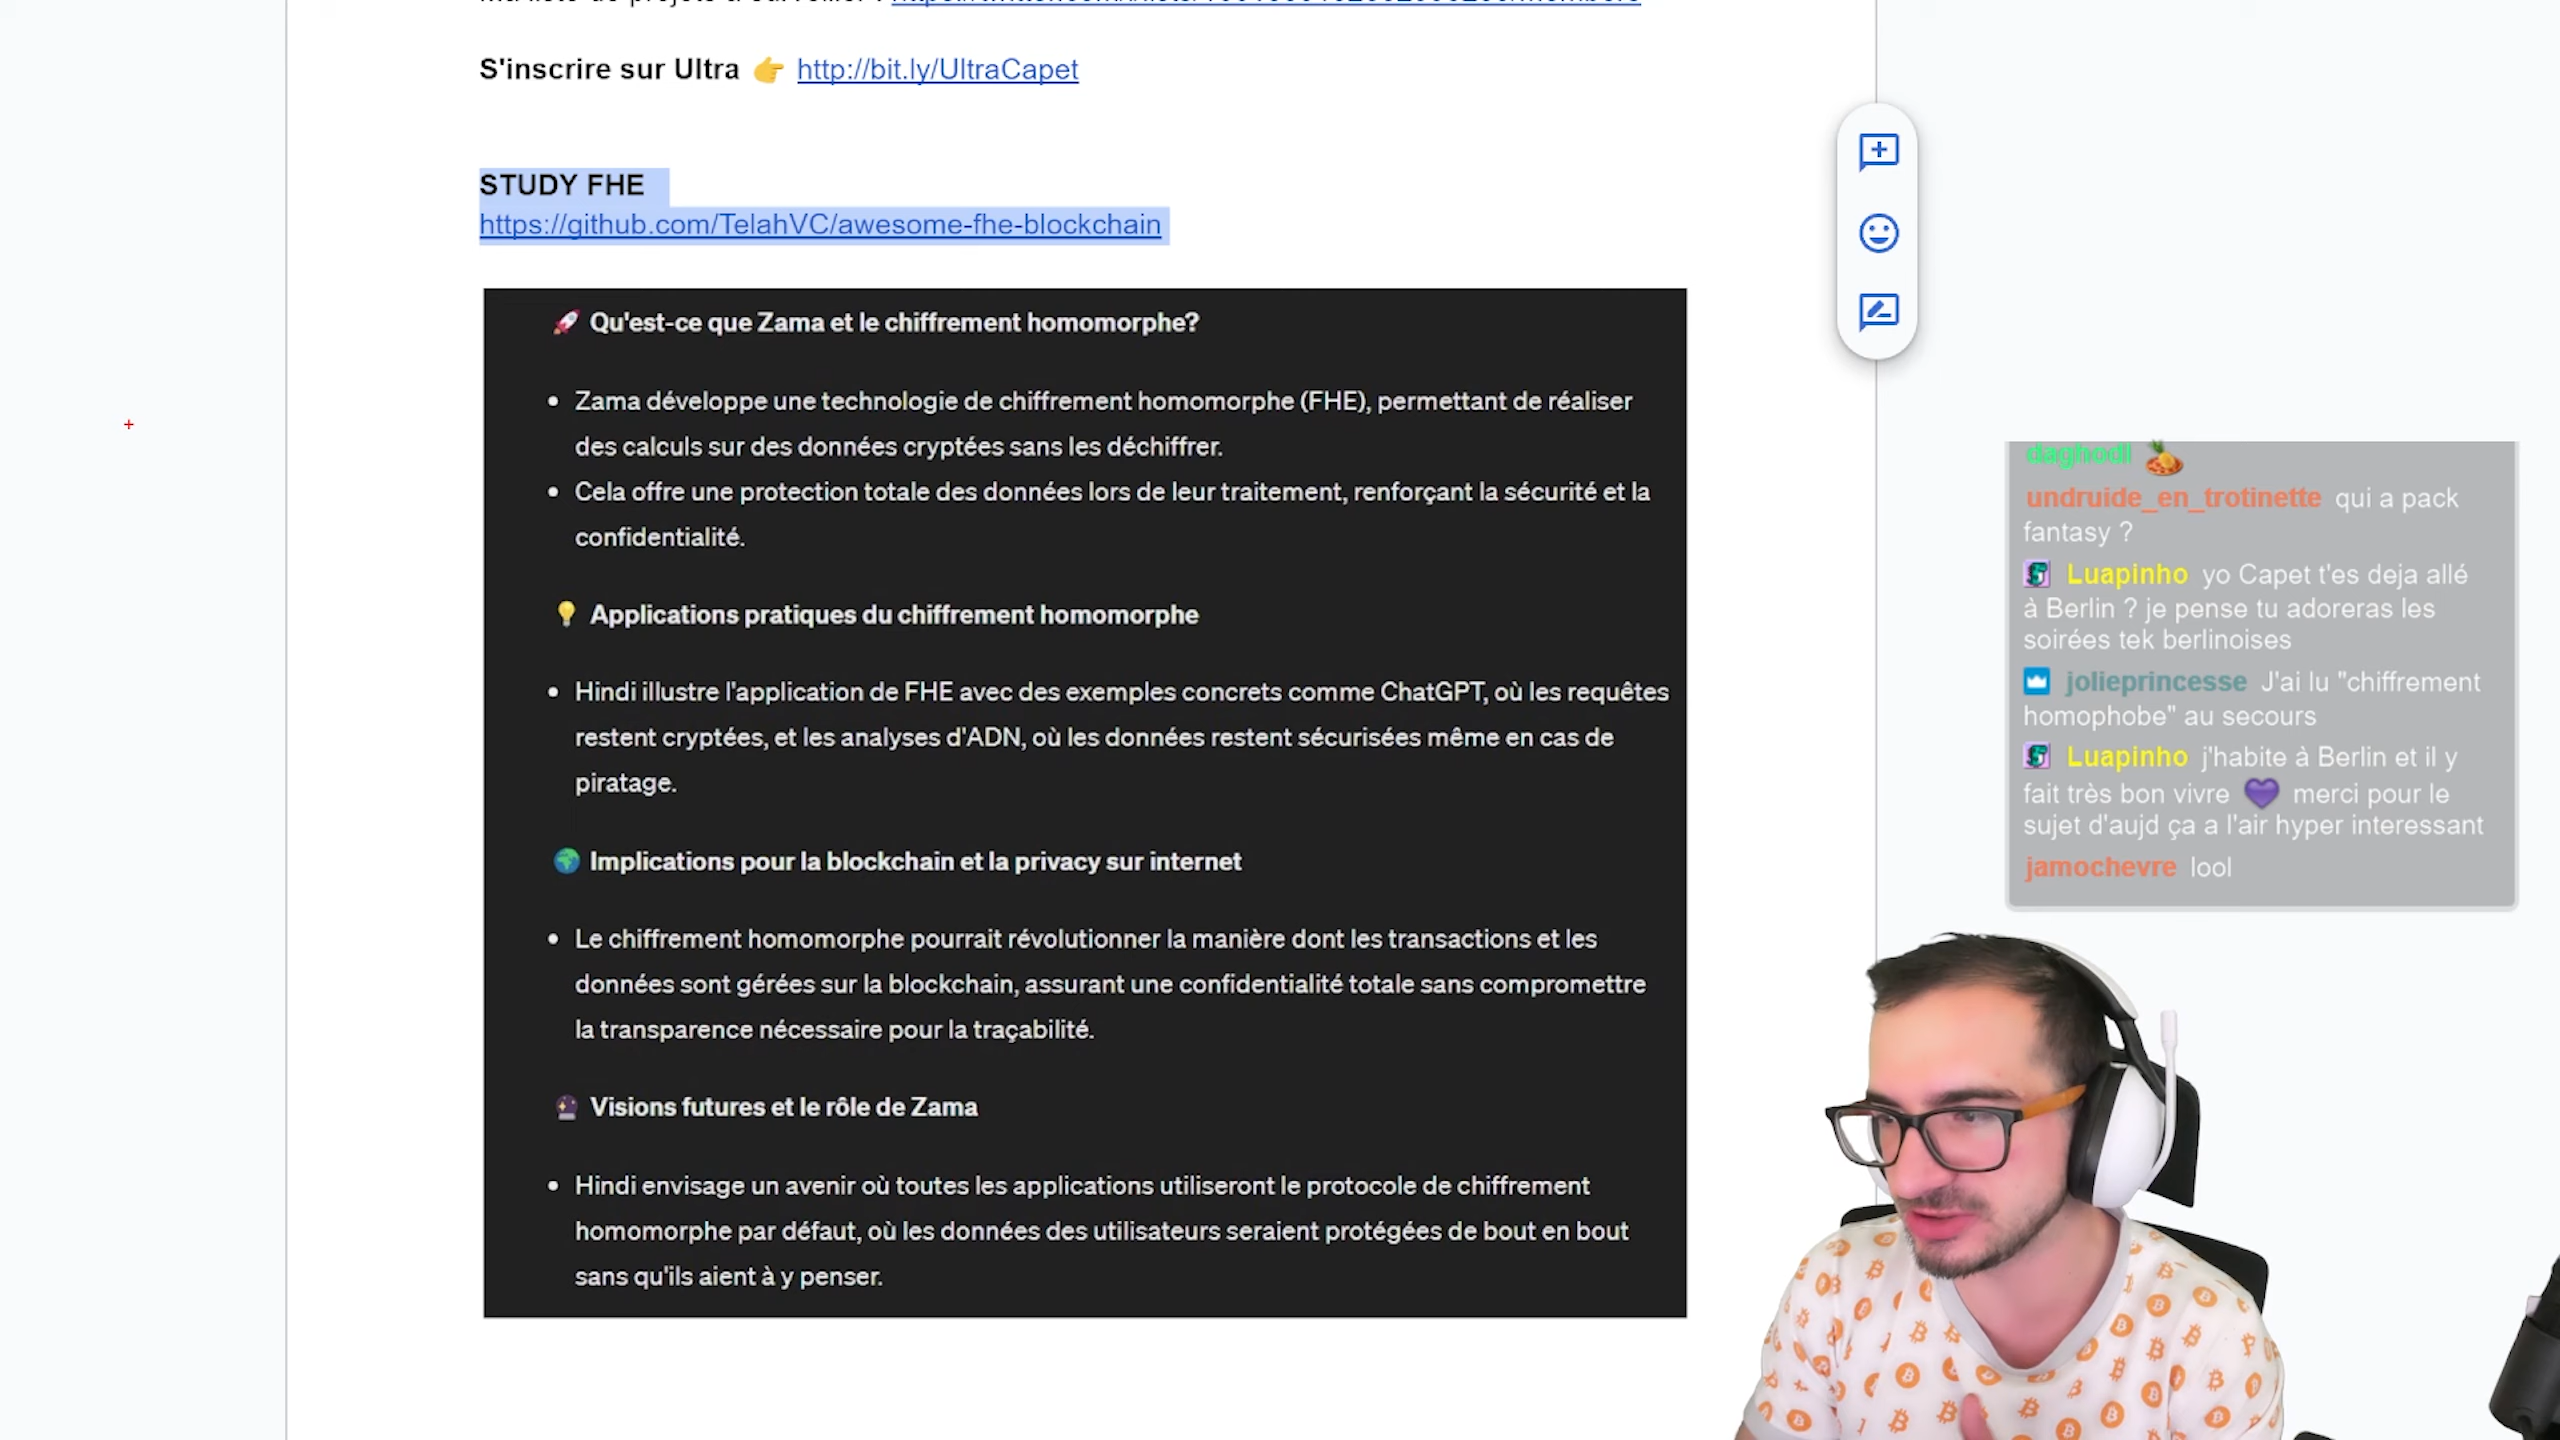 S'inscrire sur Ultra 👉 http://bit.ly/UltraCapet
STUDY FHE
https://github.com/TelahVC/awesome-fhe-blockchain
🚀 Qu'est-ce que Zama et le chiffrement homomorphe?
• Zama développe une technologie de chiffrement homomorphe (FHE), permettant de réaliser
des calculs sur des données cryptées sans les déchiffrer.
• Cela offre une protection totale des données lors de leur traitement, renforçant la sécurité et la
confidentialité.
💡 Applications pratiques du chiffrement homomorphe
• Hindi illustre l'application de FHE avec des exemples concrets comme ChatGPT, où les requêtes
restent cryptées, et les analyses d'ADN, où les données restent sécurisées même en cas de
piratage.
🌍 Implications pour la blockchain et la privacy sur internet
• Le chiffrement homomorphe pourrait révolutionner la manière dont les transactions et les
données sont gérées sur la blockchain, assurant une confidentialité totale sans compromettre
la transparence nécessaire pour la traçabilité.
🔮 Visions futures et le rôle de Zama
• Hindi envisage un avenir où toutes les applications utiliseront le protocole de chiffrement
homomorphe par défaut, où les données des utilisateurs seraient protégées de bout en bout
sans qu'ils aient à y penser.
daghodl
undruide_en_trotinette qui a pack
fantasy ?
Luapinho yo Capet t'es deja allé
à Berlin ? je pense tu adoreras les
soirées tek berlinoises
jolieprincesse J'ai lu "chiffrement
homophobe" au secours
Luapinho j'habite à Berlin et il y
fait très bon vivre 💜 merci pour le
sujet d'aujd ça a l'air hyper interessant
jamochevre lool